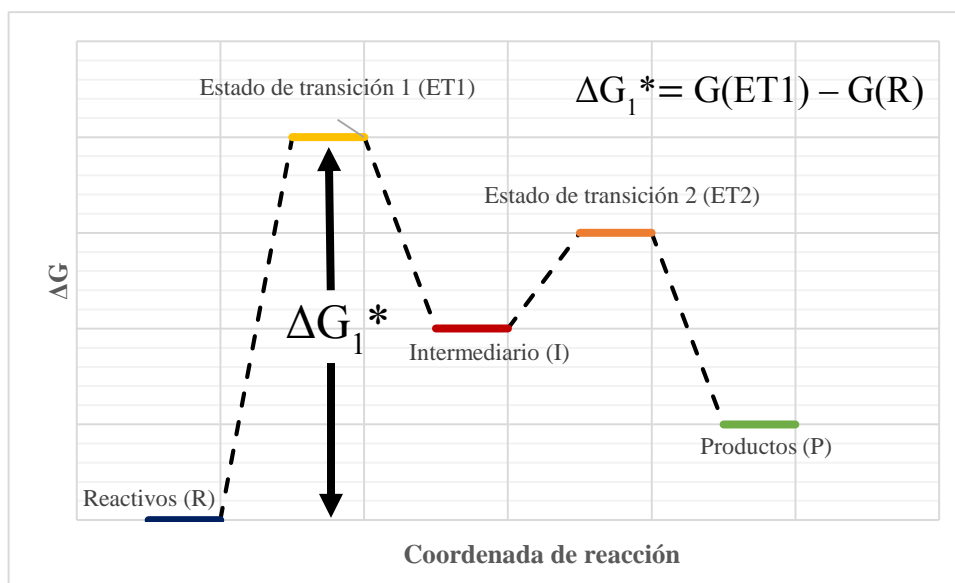 Estado de transición 1 (ET1)
ΔG₁*= G(ET1) – G(R)
Estado de transición 2 (ET2)
ΔG
ΔG₁*
Intermediario (I)
Productos (P)
Reactivos (R)
Coordenada de reacción